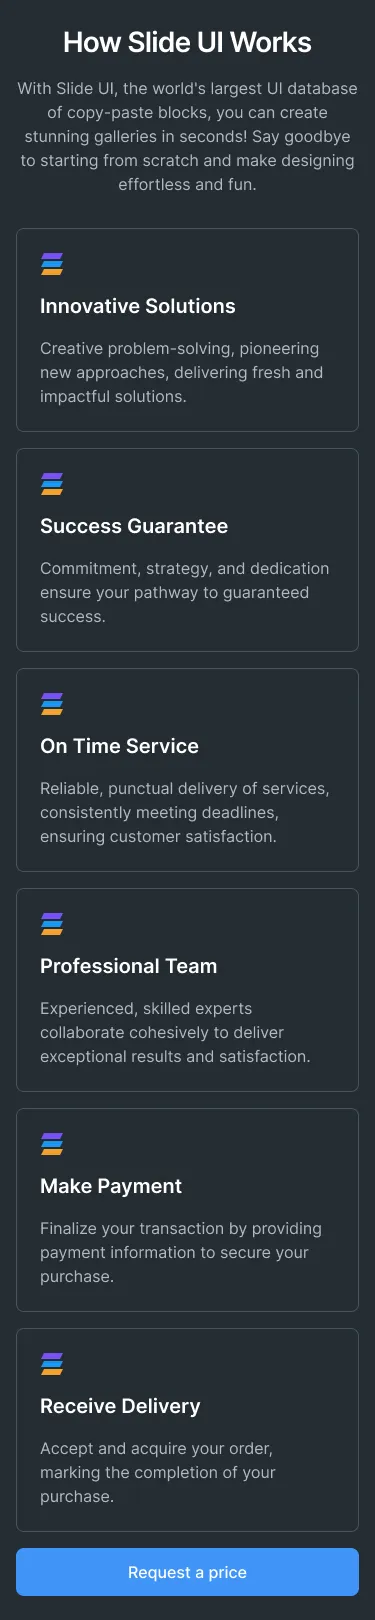 How Slide UI Works
With Slide UI, the world's largest UI database
of copy-paste blocks, you can create
stunning galleries in seconds! Say goodbye
to starting from scratch and make designing
effortless and fun.
Innovative Solutions
Creative problem-solving, pioneering
new approaches, delivering fresh and
impactful solutions.
Success Guarantee
Commitment, strategy, and dedication
ensure your pathway to guaranteed
success.
On Time Service
Reliable, punctual delivery of services,
consistently meeting deadlines,
ensuring customer satisfaction.
Professional Team
Experienced, skilled experts
collaborate cohesively to deliver
exceptional results and satisfaction.
Make Payment
Finalize your transaction by providing
payment information to secure your
purchase.
Receive Delivery
Accept and acquire your order,
marking the completion of your
purchase.
Request a price